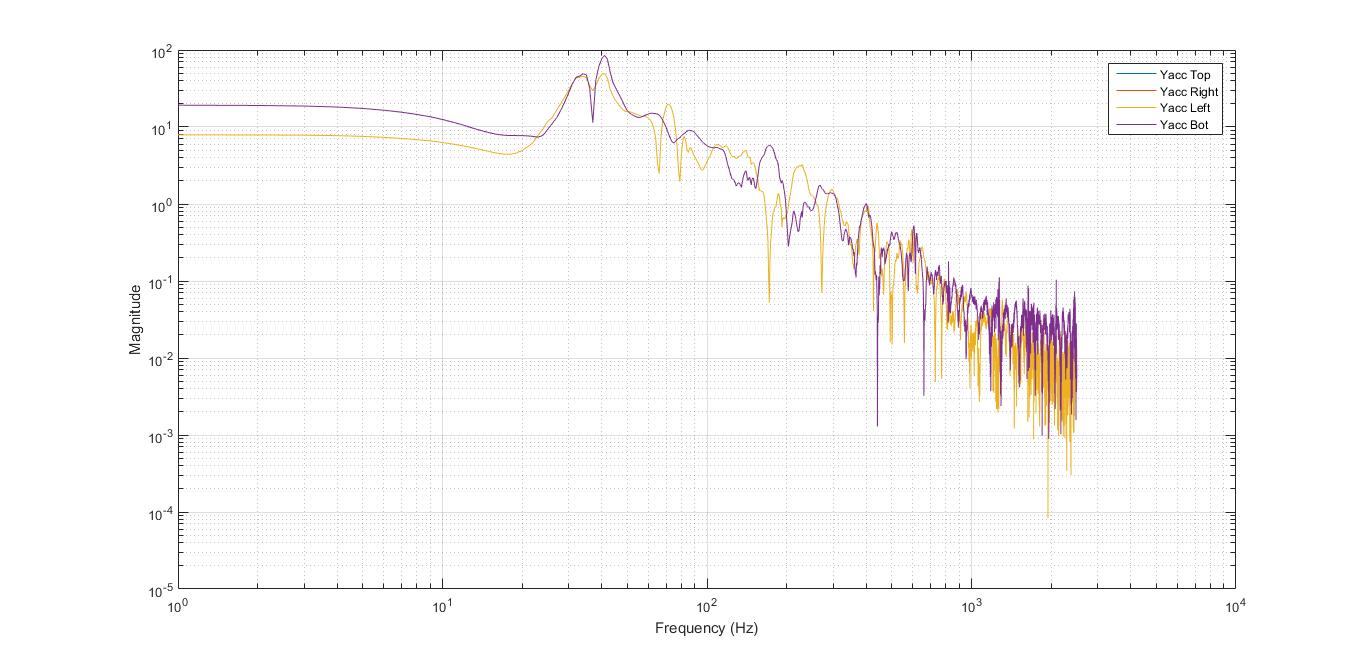 10^2
10^1
10^0
10^-1
10^-2
10^-3
10^-4
10^-5
Magnitude
Yacc Top
Yacc Right
Yacc Left
Yacc Bot
10^0 10^1 10^2 10^3 10^4
Frequency (Hz)